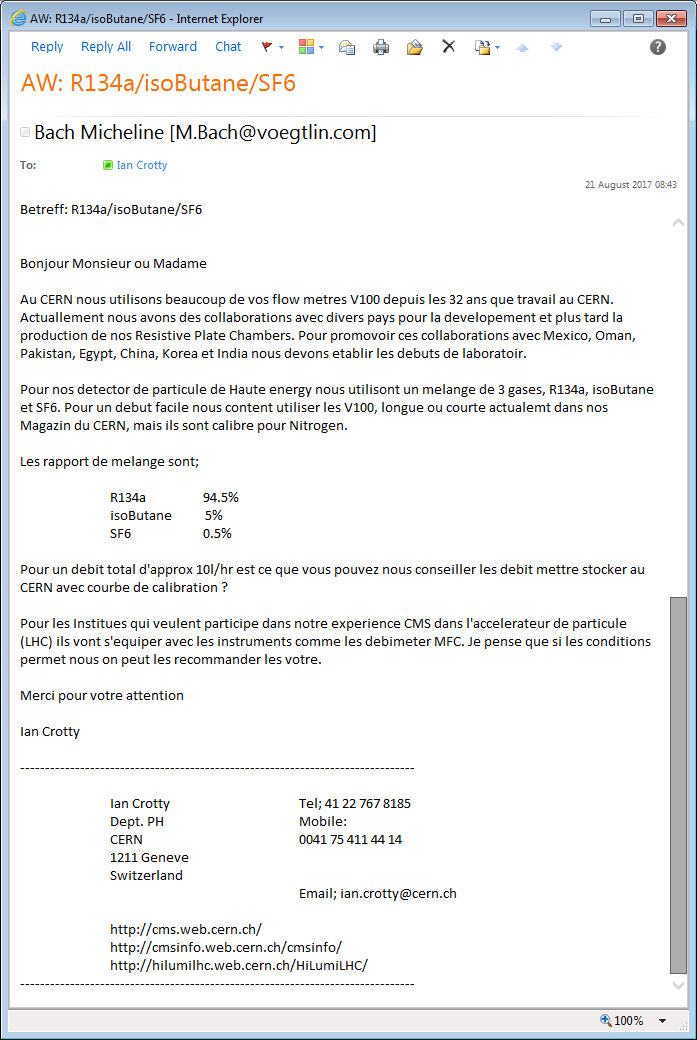 AW: R134a/isoButane/SF6 - Internet Explorer
Reply Reply All Forward Chat
AW: R134a/isoButane/SF6
Bach Micheline [M.Bach@voegtlin.com]
To: Ian Crotty
21 August 2017 08:43
Betreff: R134a/isoButane/SF6
Bonjour Monsieur ou Madame
Au CERN nous utilisons beaucoup de vos flow metres V100 depuis les 32 ans que travail au CERN.
Actuallement nous avons des collaborations avec divers pays pour la developement et plus tard la
production de nos Resistive Plate Chambers. Pour promovoir ces collaborations avec Mexico, Oman,
Pakistan, Egypt, China, Korea et India nous devons etablir les debuts de laboratoir.
Pour nos detector de particule de Haute energy nous utilisont un melange de 3 gases, R134a, isoButane
et SF6. Pour un debut facile nous content utiliser les V100, longue ou courte actualemt dans nos
Magazin du CERN, mais ils sont calibre pour Nitrogen.
Les rapport de melange sont;
R134a 94.5%
isoButane 5%
SF6 0.5%
Pour un debit total d'approx 10l/hr est ce que vous pouvez nous conseiller les debit mettre stocker au
CERN avec courbe de calibration ?
Pour les Institues qui veulent participe dans notre experience CMS dans l'accelerateur de particule
(LHC) ils vont s'equiper avec les instruments comme les debimeter MFC. Je pense que si les conditions
permet nous on peut les recommander les votre.
Merci pour votre attention
Ian Crotty
-------------------------------------------------------------------------------
Ian Crotty Tel; 41 22 767 8185
Dept. PH Mobile:
CERN 0041 75 411 44 14
1211 Geneve
Switzerland
Email; ian.crotty@cern.ch
http://cms.web.cern.ch/
http://cmsinfo.web.cern.ch/cmsinfo/
http://hilumilhc.web.cern.ch/HiLumiLHC/
-------------------------------------------------------------------------------
100%